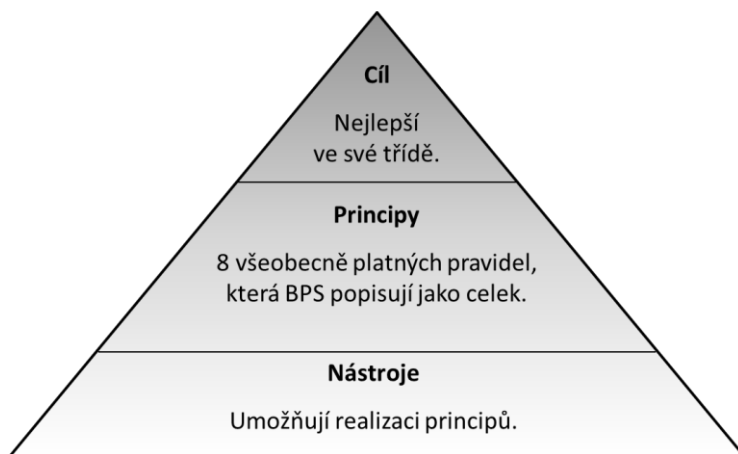 Cíl
Nejlepší
ve své třídě.
Principy
8 všeobecně platných pravidel,
která BPS popisují jako celek.
Nástroje
Umožňují realizaci principů.